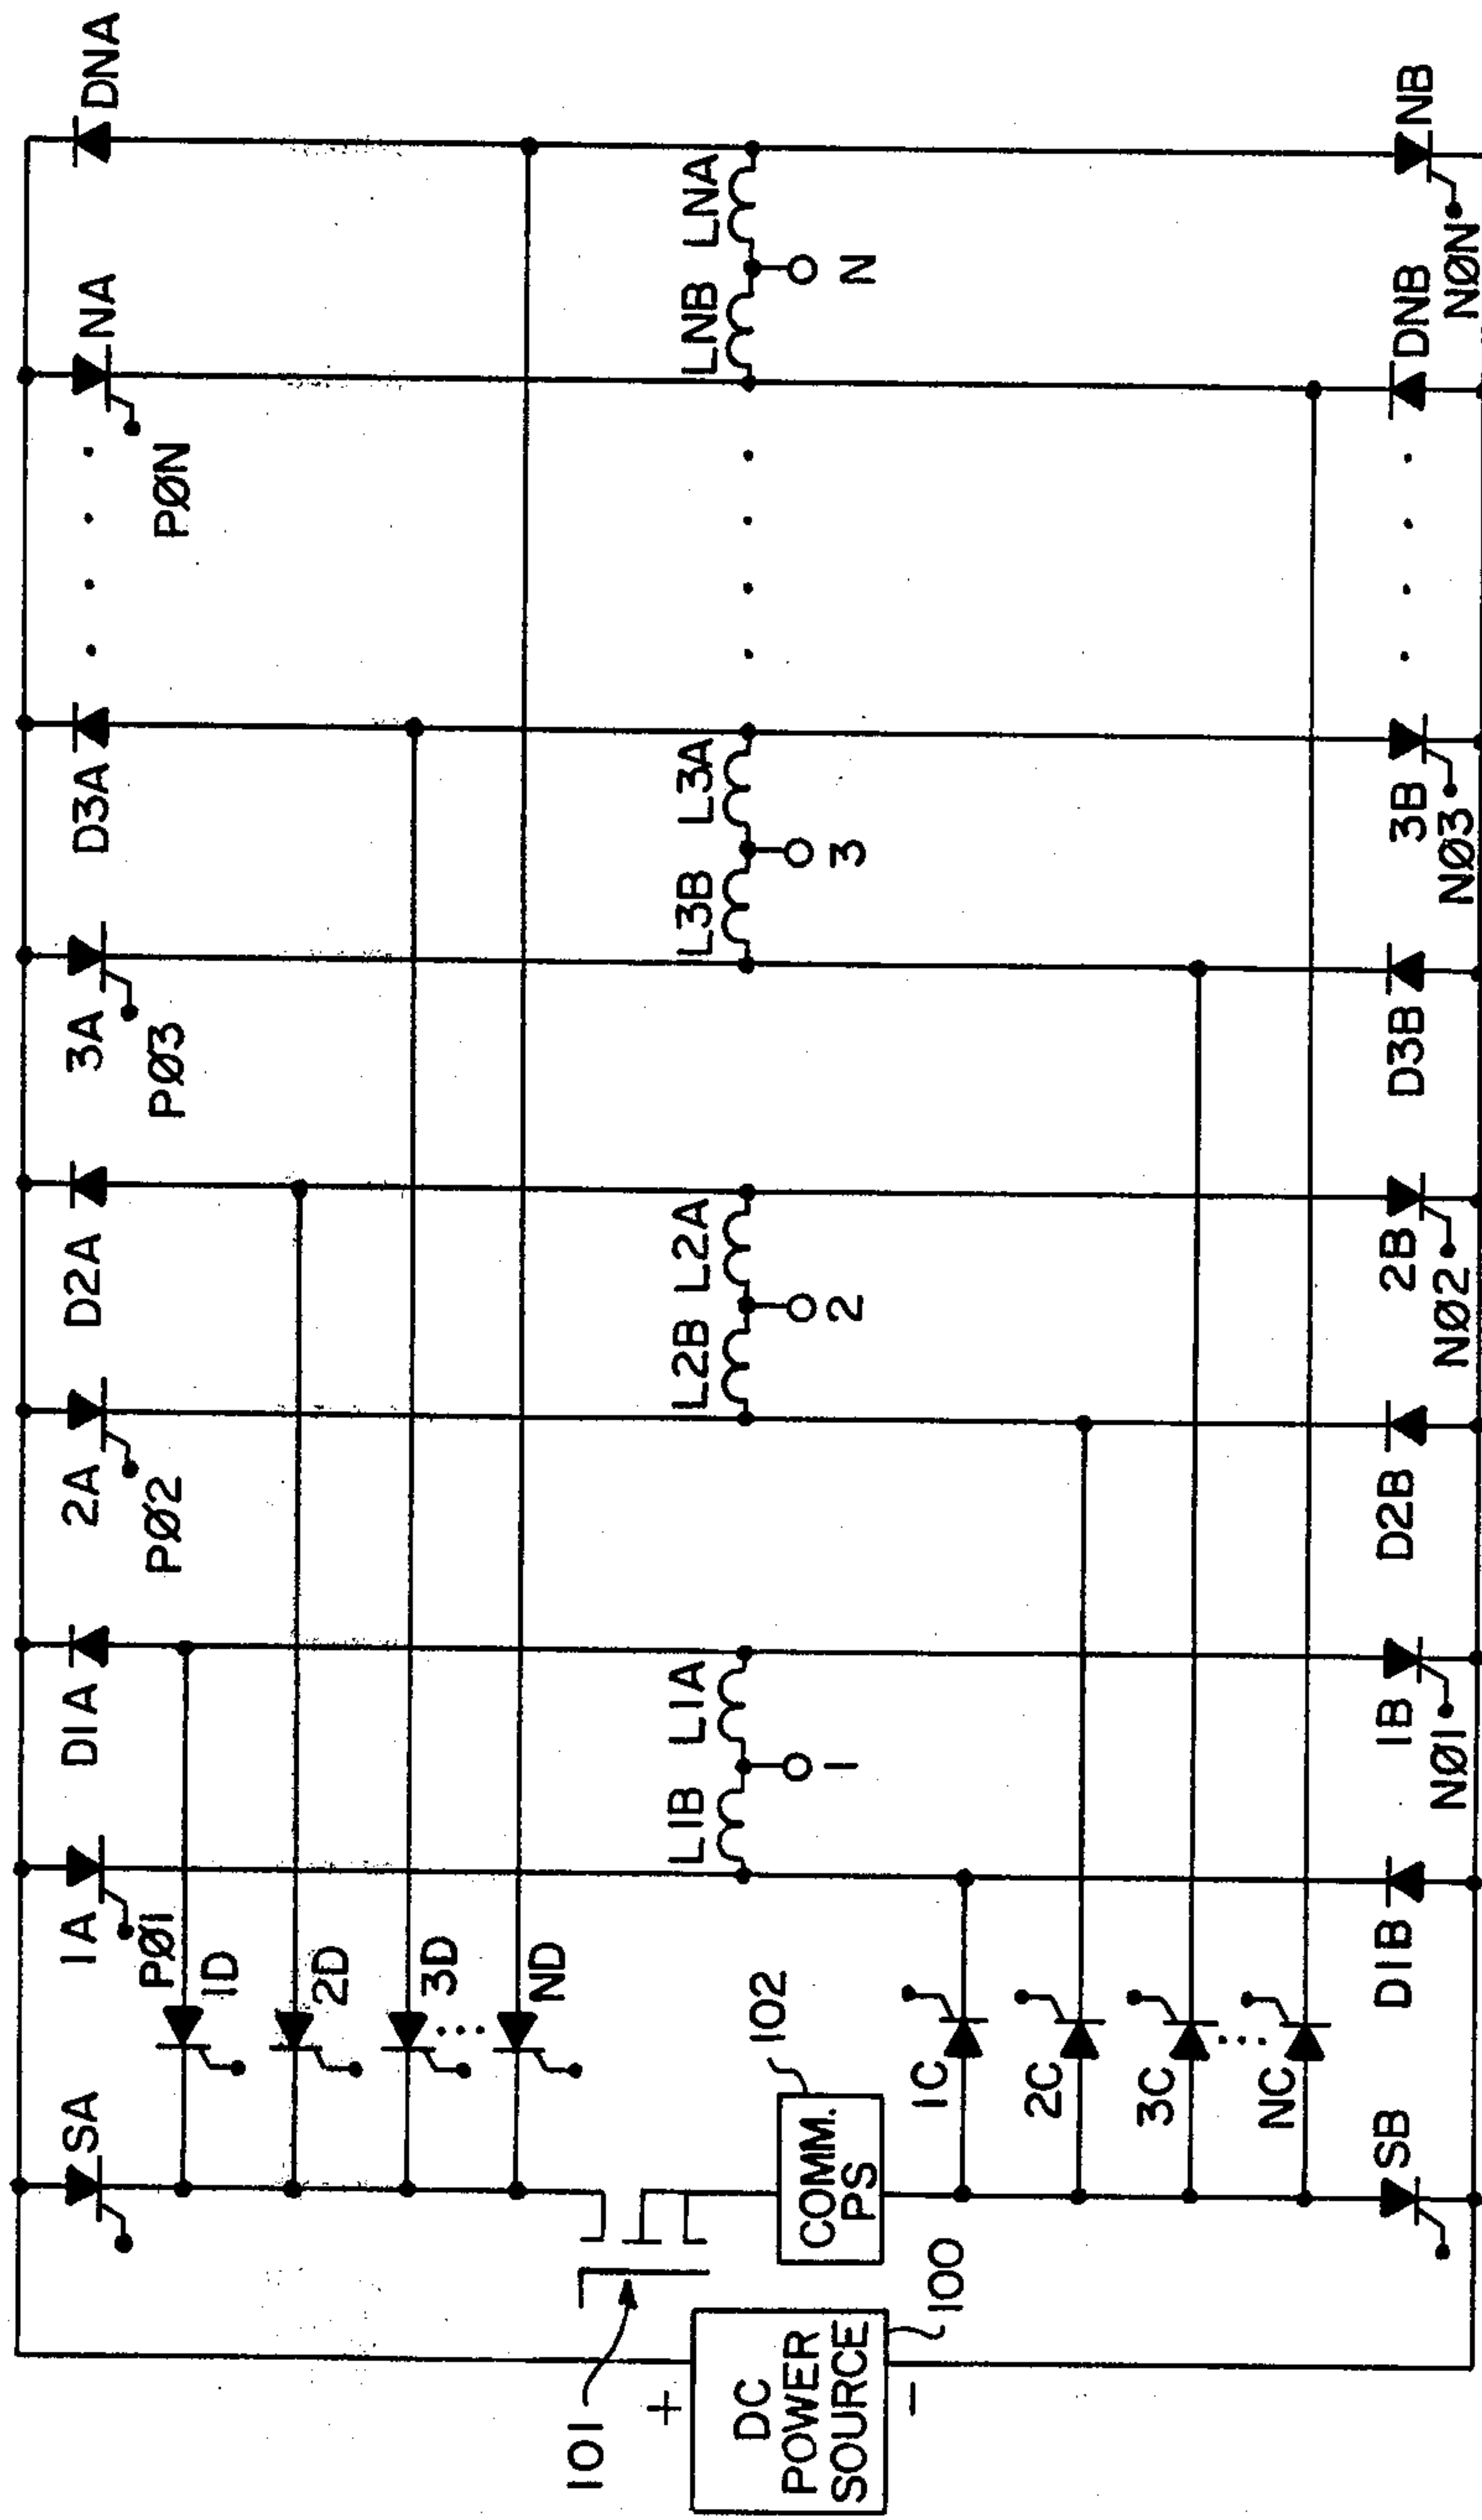 SA
1A
PØ1
D1A
2A
PØ2
D2A
3A
PØ3
D3A
NA
PØN
DNA
1D
2D
3D
ND
101
+
DC
POWER
SOURCE
100
-
COMM.
PS
102
L1B
L1A
1
L2B
L2A
2
L3B
L3A
3
LNB
LNA
N
1C
2C
3C
NC
SB
D1B
1B
NØ1
D2B
2B
NØ2
D3B
3B
NØ3
DNB
NB
NØN